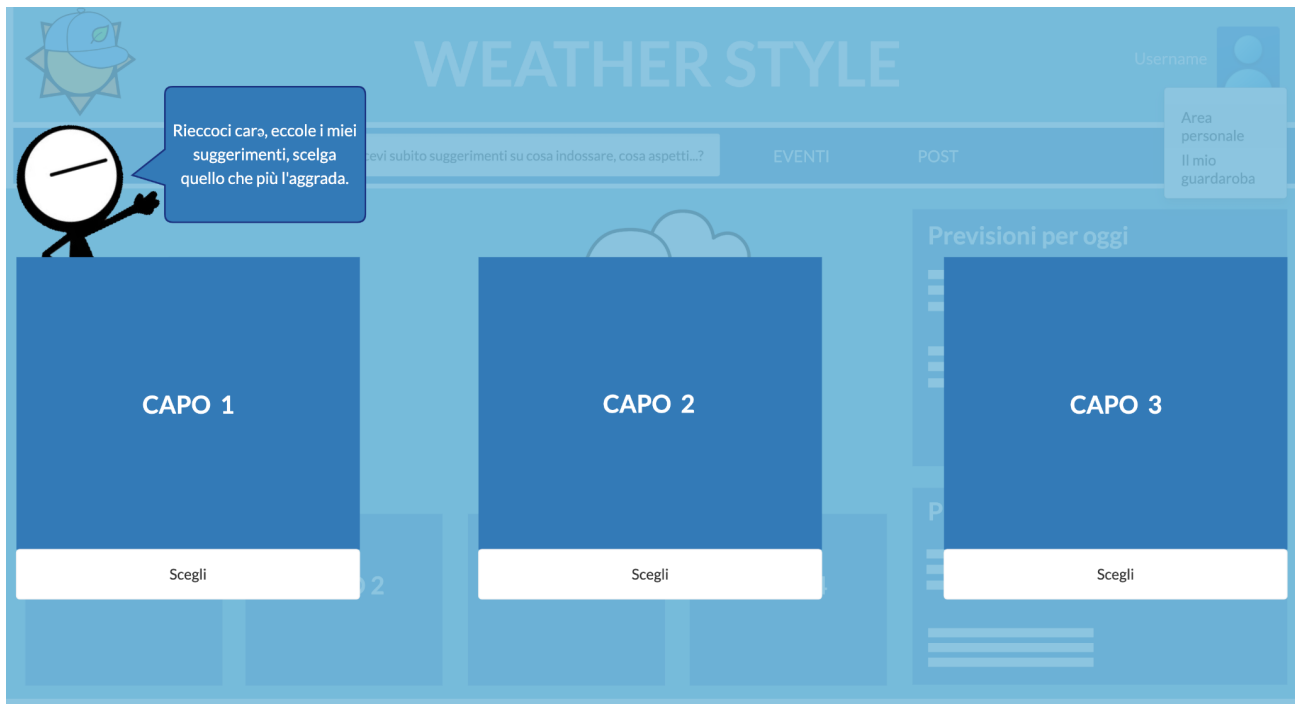 WEATHER STYLE
Username
Area
personale
Il mio
guardaroba
Rieccoci carə, eccole i miei
suggerimenti, scelga
quello che più l'aggrada.
subito suggerimenti su cosa indossare, cosa aspetti...?
EVENTI
POST
Previsioni per oggi
CAPO 1
CAPO 2
CAPO 3
Scegli
Scegli
Scegli
2